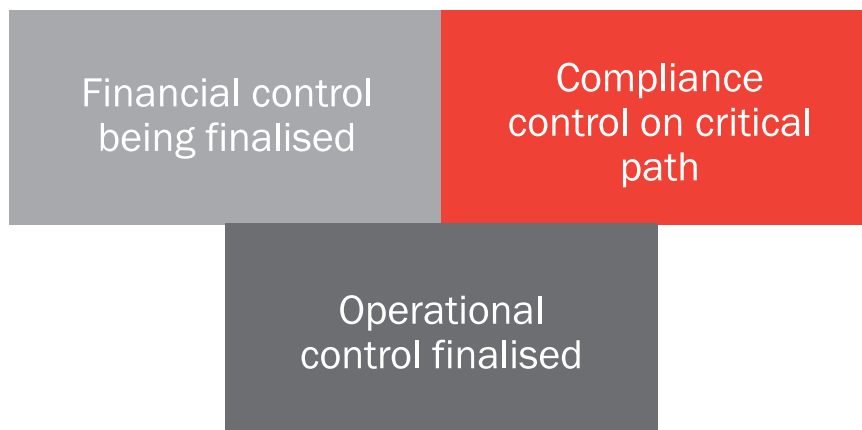 Financial control
being finalised
Compliance
control on critical
path
Operational
control finalised